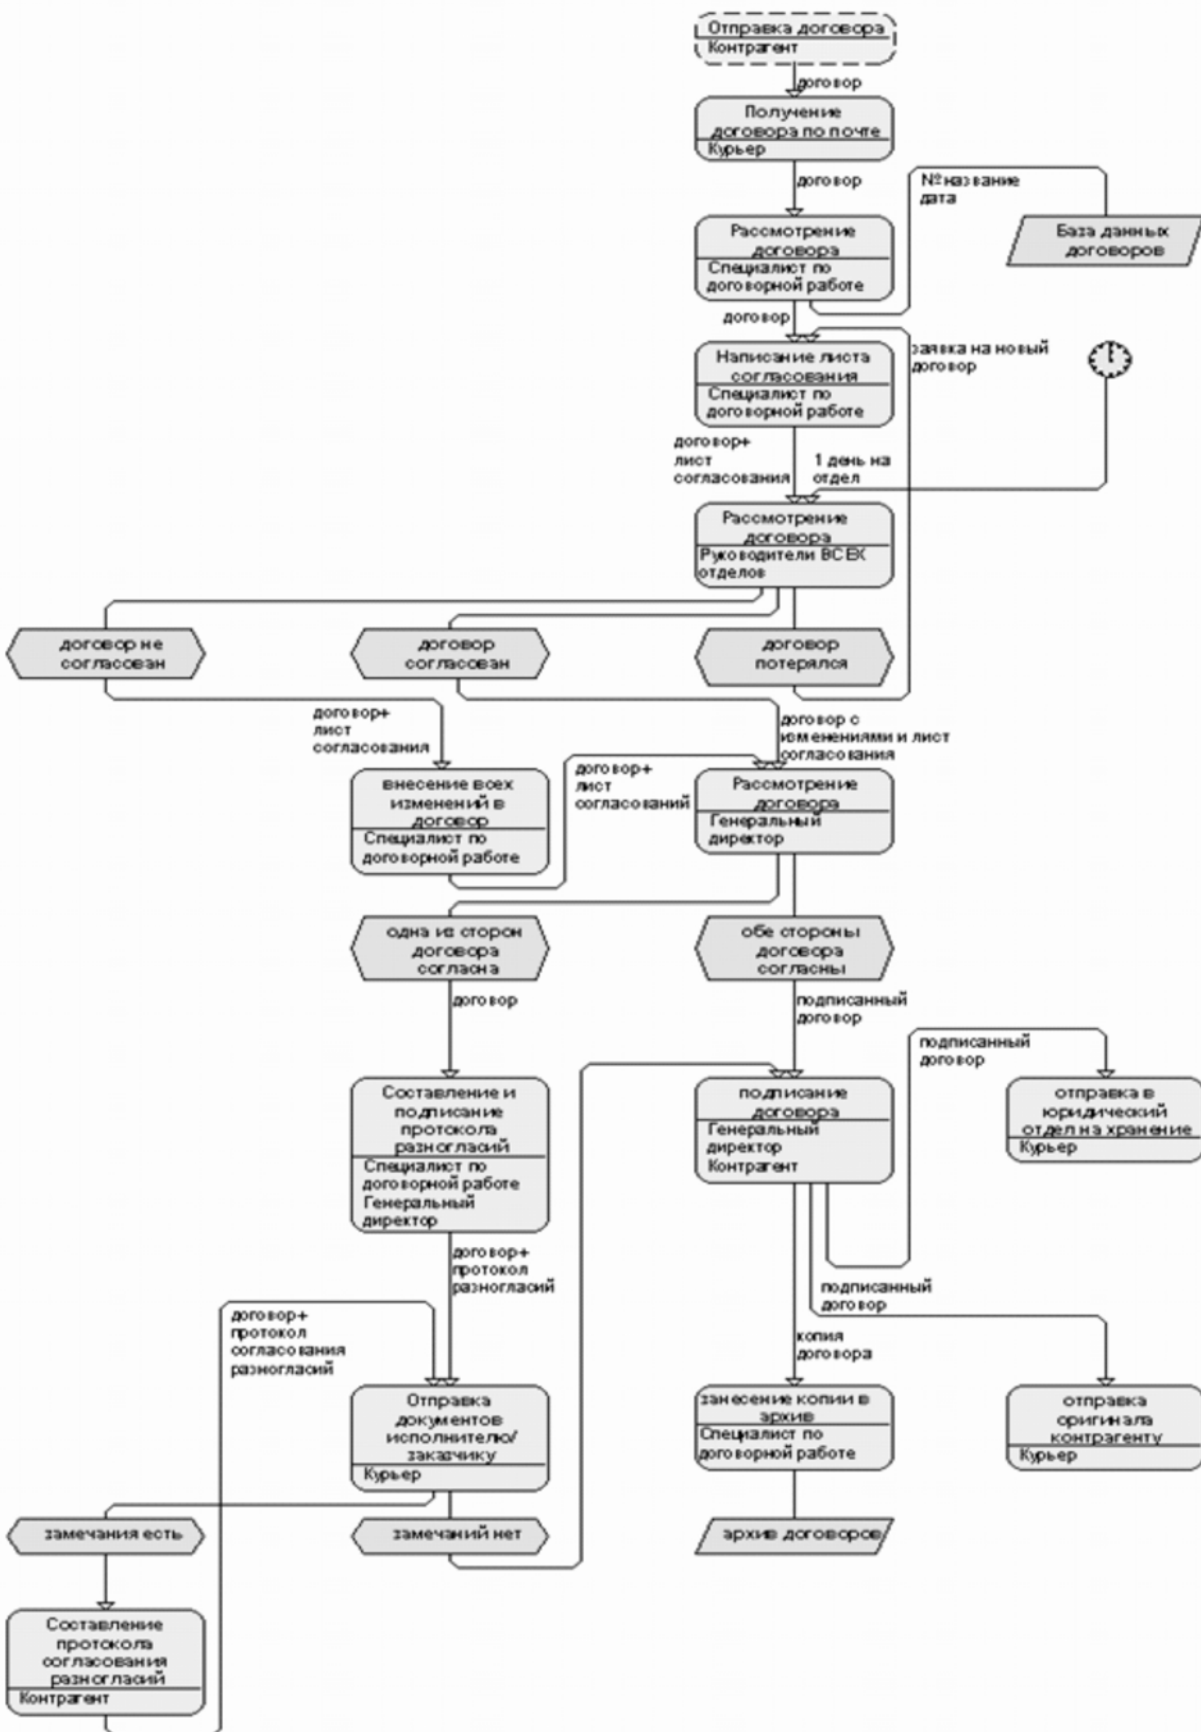 Отправка договора
Контрагент
договор
Получение
договора по почте
Курьер
договор
№ название
дата
База данных
договоров
Рассмотрение
договора
Специалист по
договорной работе
договор
Написание листа
согласования
Специалист по
договорной работе
заявка на новый
договор
договор+
лист
согласования
1 день на
отдел
Рассмотрение
договора
Руководители ВСЕХ
отделов
договор не
согласован
договор
согласован
договор
потерялся
договор+
лист
согласования
договор с
изменениями и лист
согласования
внесение всех
изменений в
договор
Специалист по
договорной работе
договор+
лист
согласований
Рассмотрение
договора
Генеральный
директор
одна из сторон
договора
согласна
обе стороны
договора
согласны
договор
подписанный
договор
подписанный
договор
Составление и
подписание
протокола
разногласий
Специалист по
договорной работе
Генеральный
директор
подписание
договора
Генеральный
директор
Контрагент
отправка в
юридический
отдел на хранение
Курьер
договор+
протокол
разногласий
подписанный
договор
договор+
протокол
согласования
разногласий
копия
договора
Отправка
документов
исполнителю/
заказчику
Курьер
занесение копии в
архив
Специалист по
договорной работе
отправка
оригинала
контрагенту
Курьер
замечания есть
замечаний нет
архив договоров
Составление
протокола
согласования
разногласий
Контрагент